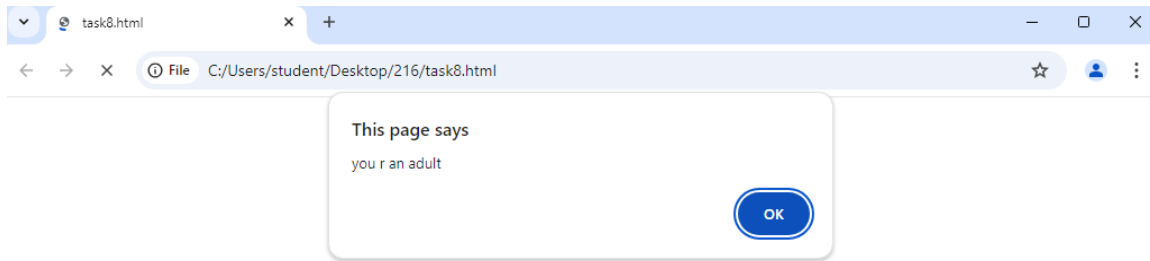 task8.html
File C:/Users/student/Desktop/216/task8.html
This page says
you r an adult
OK